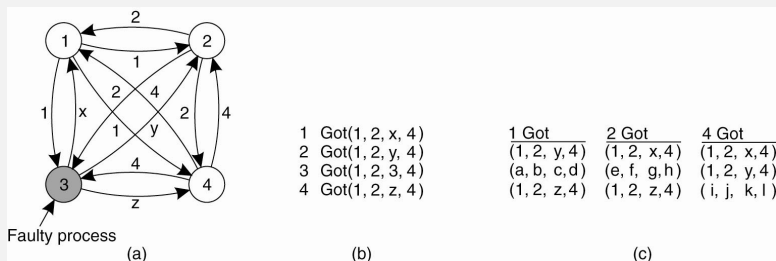 2
1
2
1
1
x
2
4
2
4
1
y
4
3
4
z
Faulty process
(a)
1 Got(1, 2, x, 4)
2 Got(1, 2, y, 4)
3 Got(1, 2, 3, 4)
4 Got(1, 2, z, 4)
(b)
1 Got
(1, 2, y, 4)
(a, b, c, d)
(1, 2, z, 4)
2 Got
(1, 2, x, 4)
(e, f, g, h)
(1, 2, z, 4)
4 Got
(1, 2, x, 4)
(1, 2, y, 4)
(i, j, k, l)
(c)